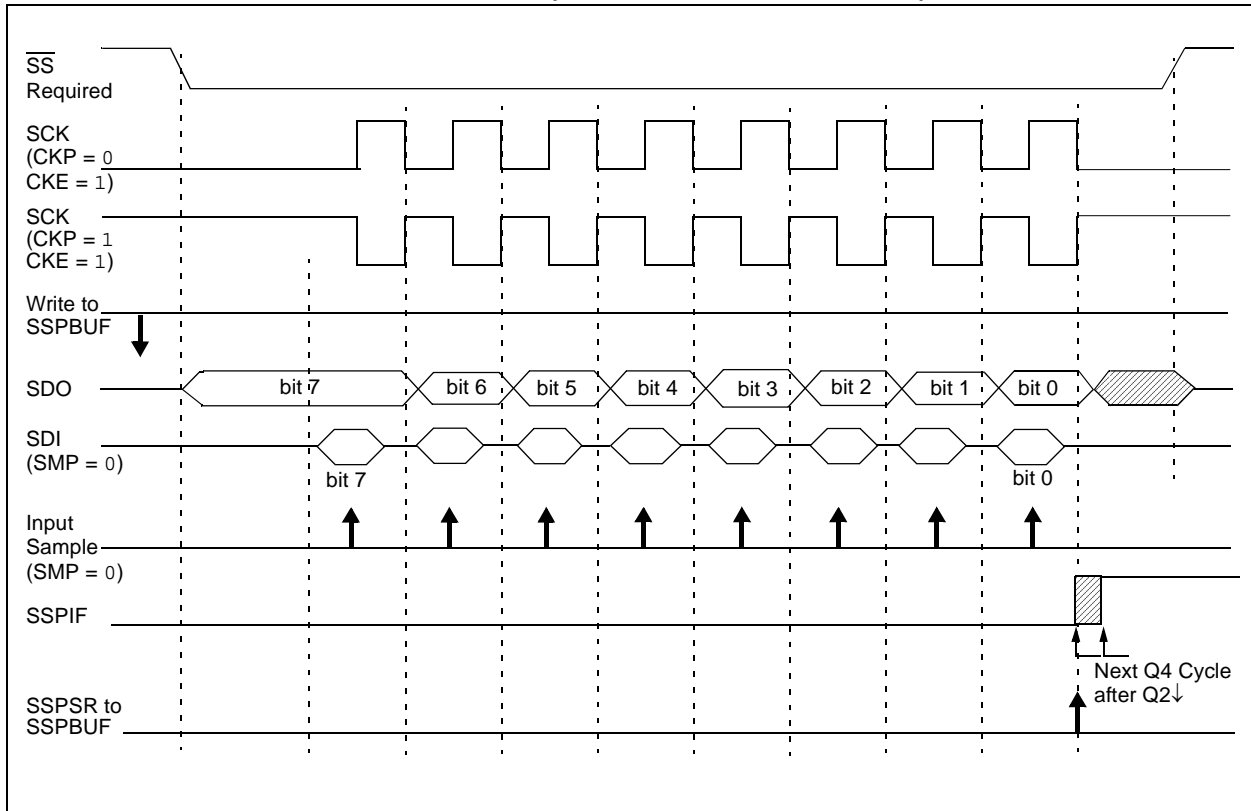 SS
Required
SCK
(CKP = 0
CKE = 1)
SCK
(CKP = 1
CKE = 1)
Write to
SSPBUF
SDO
bit 7
bit 6
bit 5
bit 4
bit 3
bit 2
bit 1
bit 0
SDI
(SMP = 0)
bit 7
bit 0
Input
Sample
(SMP = 0)
SSPIF
Next Q4 Cycle
after Q2↓
SSPSR to
SSPBUF